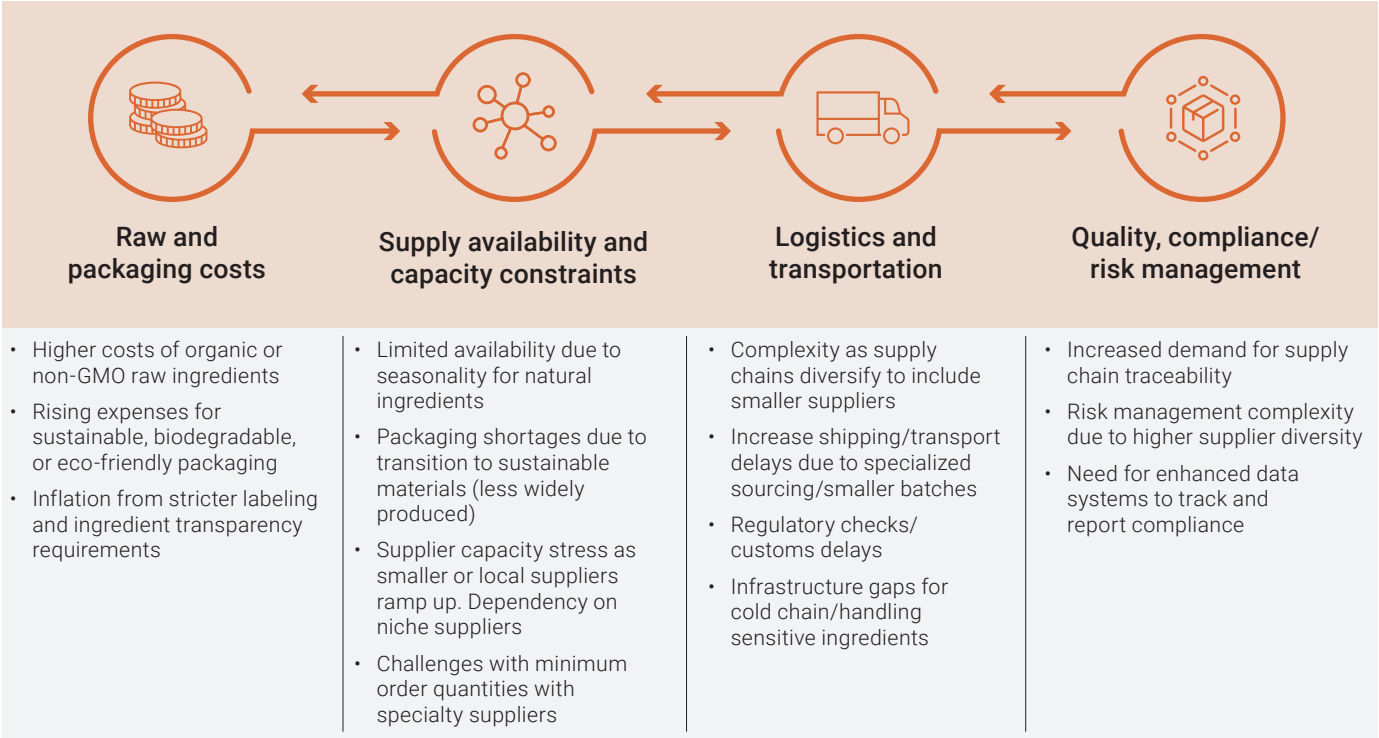 Raw and
packaging costs
Supply availability and
capacity constraints
Logistics and
transportation
Quality, compliance/
risk management
• Higher costs of organic or
non-GMO raw ingredients
• Rising expenses for
sustainable, biodegradable,
or eco-friendly packaging
• Inflation from stricter labeling
and ingredient transparency
requirements
• Limited availability due to
seasonality for natural
ingredients
• Packaging shortages due to
transition to sustainable
materials (less widely
produced)
• Supplier capacity stress as
smaller or local suppliers
ramp up. Dependency on
niche suppliers
• Challenges with minimum
order quantities with
specialty suppliers
• Complexity as supply
chains diversify to include
smaller suppliers
• Increase shipping/transport
delays due to specialized
sourcing/smaller batches
• Regulatory checks/
customs delays
• Infrastructure gaps for
cold chain/handling
sensitive ingredients
• Increased demand for supply
chain traceability
• Risk management complexity
due to higher supplier diversity
• Need for enhanced data
systems to track and
report compliance